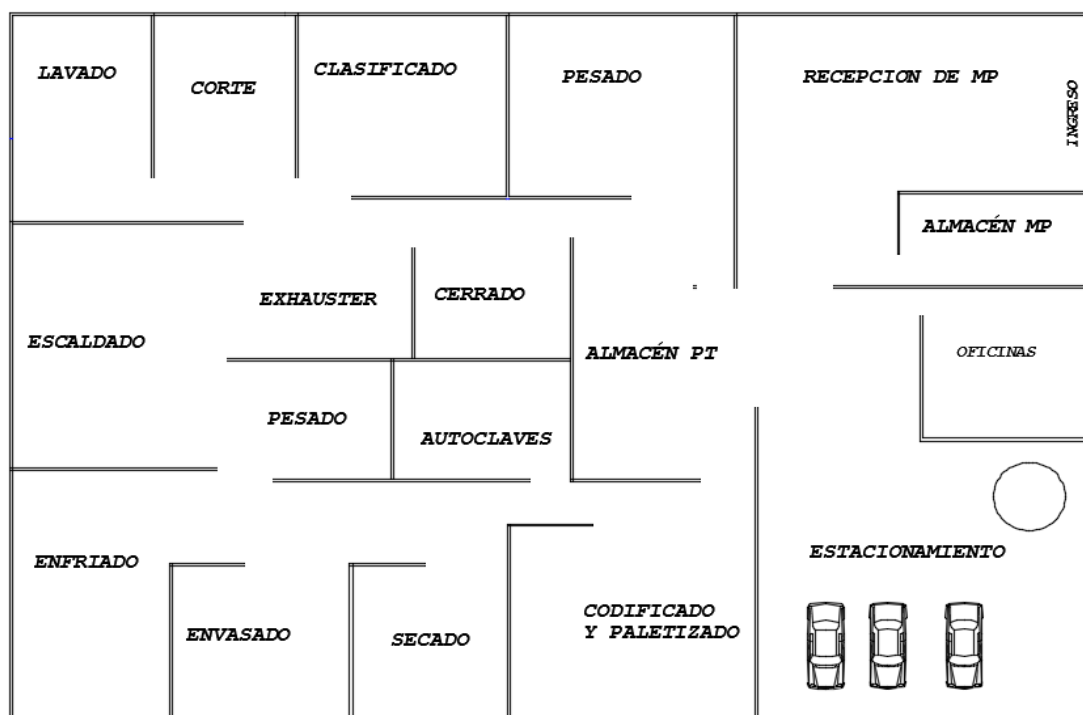 LAVADO
CORTE
CLASIFICADO
PESADO
RECEPCION DE MP
INGRESO
ALMACÉN MP
EXHAUSTER
CERRADO
ESCALDADO
ALMACÉN PT
OFICINAS
PESADO
AUTOCLAVES
ENFRIADO
ESTACIONAMIENTO
ENVASADO
SECADO
CODIFICADO
Y PALETIZADO